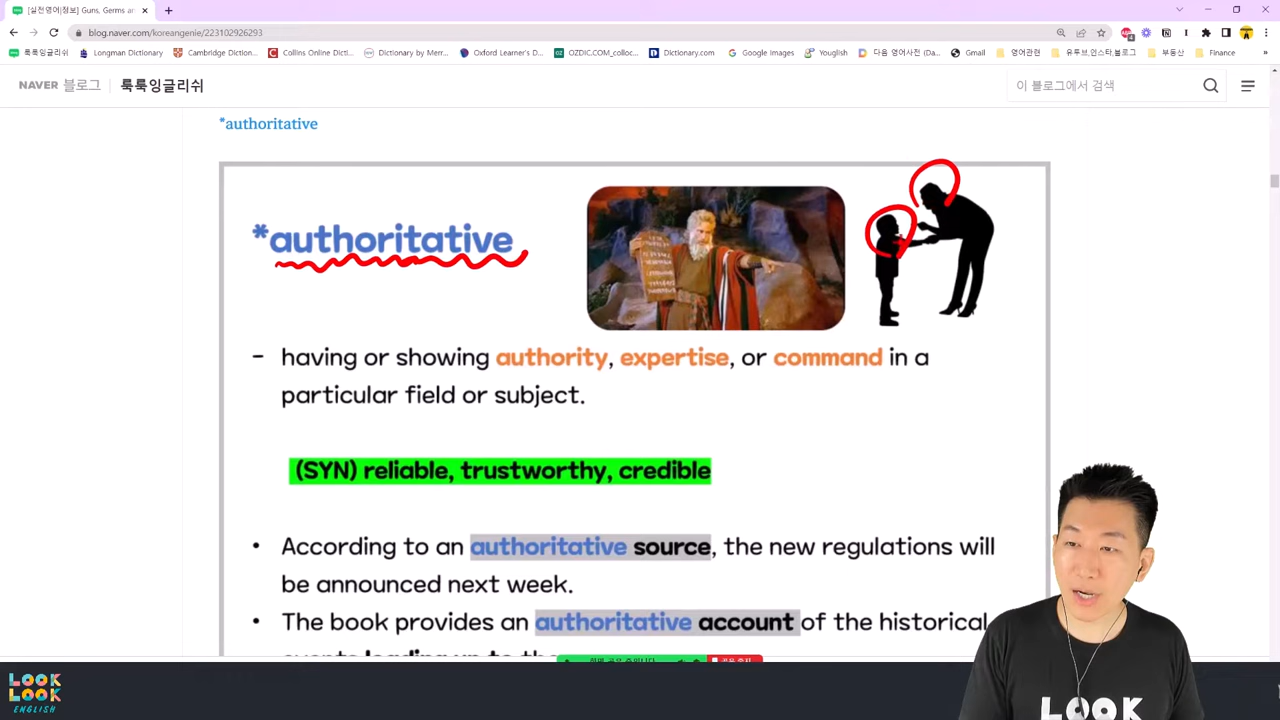 [실전영어|정보] Guns, Germs ar
blog.naver.com/koreangenie/223102926293
룩룩잉글리쉬
Longman Dictionary
Cambridge Diction...
Collins Online Dicti...
Dictionary by Merr...
Oxford Learner's D...
OZDIC.COM_colloc...
Dictionary.com
Google Images
Youglish
다음 영어사전 (Da...
Gmail
영어관련
유투브,인스타,블로그
부동산
Finance
NAVER 블로그 룩룩잉글리쉬
이 블로그에서 검색
*authoritative
*authoritative
- having or showing authority, expertise, or command in a
particular field or subject.
(SYN) reliable, trustworthy, credible
• According to an authoritative source, the new regulations will
be announced next week.
• The book provides an authoritative account of the historical
events leading up to the
LOOK
LOOK
ENGLISH
LOOK